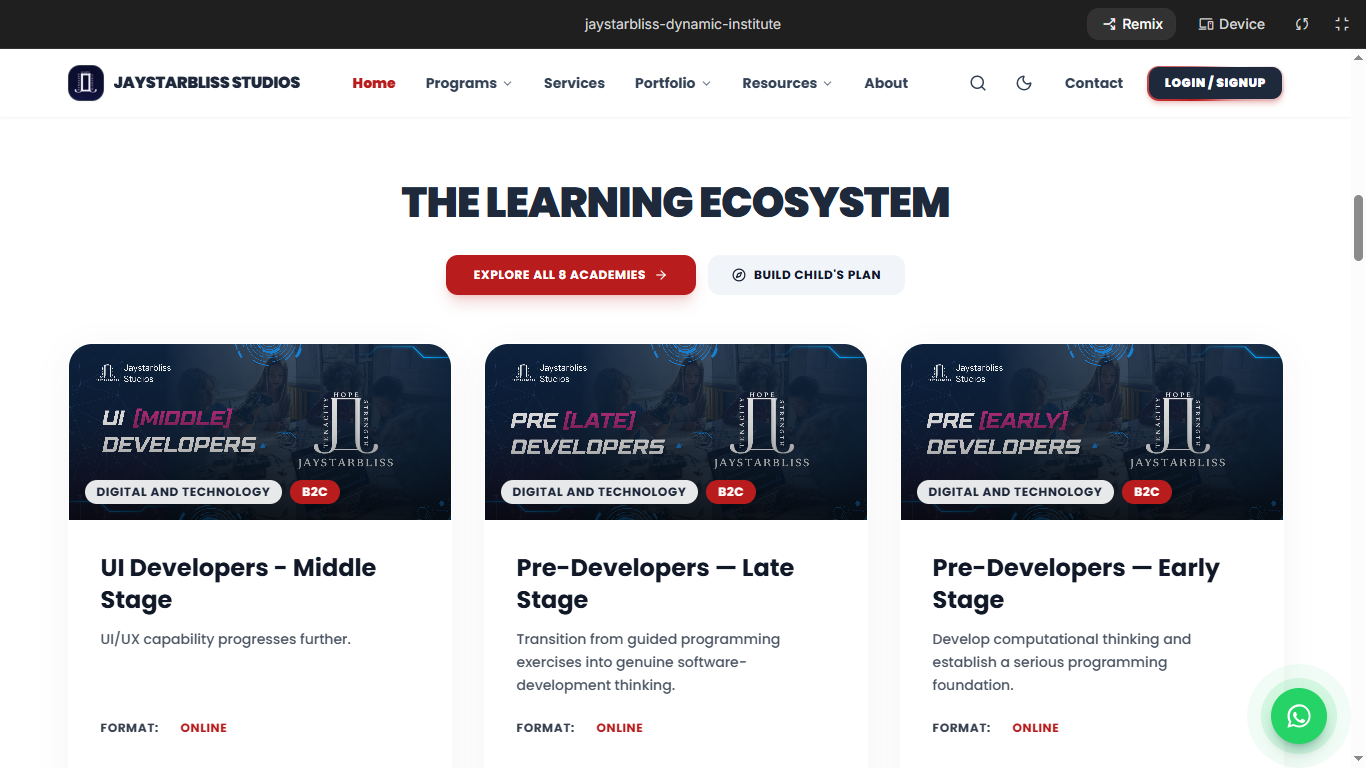 jaystarbliss-dynamic-institute
Remix
Device
JAYSTARBLISS STUDIOS
Home
Programs
Services
Portfolio
Resources
About
Contact
LOGIN / SIGNUP
THE LEARNING ECOSYSTEM
EXPLORE ALL 8 ACADEMIES
BUILD CHILD'S PLAN
Jaystarbliss
Studios
UI [MIDDLE]
DEVELOPERS
HOPE
TENACITY
STRENGTH
JAYSTARBLISS
DIGITAL AND TECHNOLOGY
B2C
UI Developers - Middle
Stage
UI/UX capability progresses further.
FORMAT: ONLINE
Jaystarbliss
Studios
PRE [LATE]
DEVELOPERS
HOPE
TENACITY
STRENGTH
JAYSTARBLISS
DIGITAL AND TECHNOLOGY
B2C
Pre-Developers — Late
Stage
Transition from guided programming
exercises into genuine software-
development thinking.
FORMAT: ONLINE
Jaystarbliss
Studios
PRE [EARLY]
DEVELOPERS
HOPE
TENACITY
STRENGTH
JAYSTARBLISS
DIGITAL AND TECHNOLOGY
B2C
Pre-Developers — Early
Stage
Develop computational thinking and
establish a serious programming
foundation.
FORMAT: ONLINE